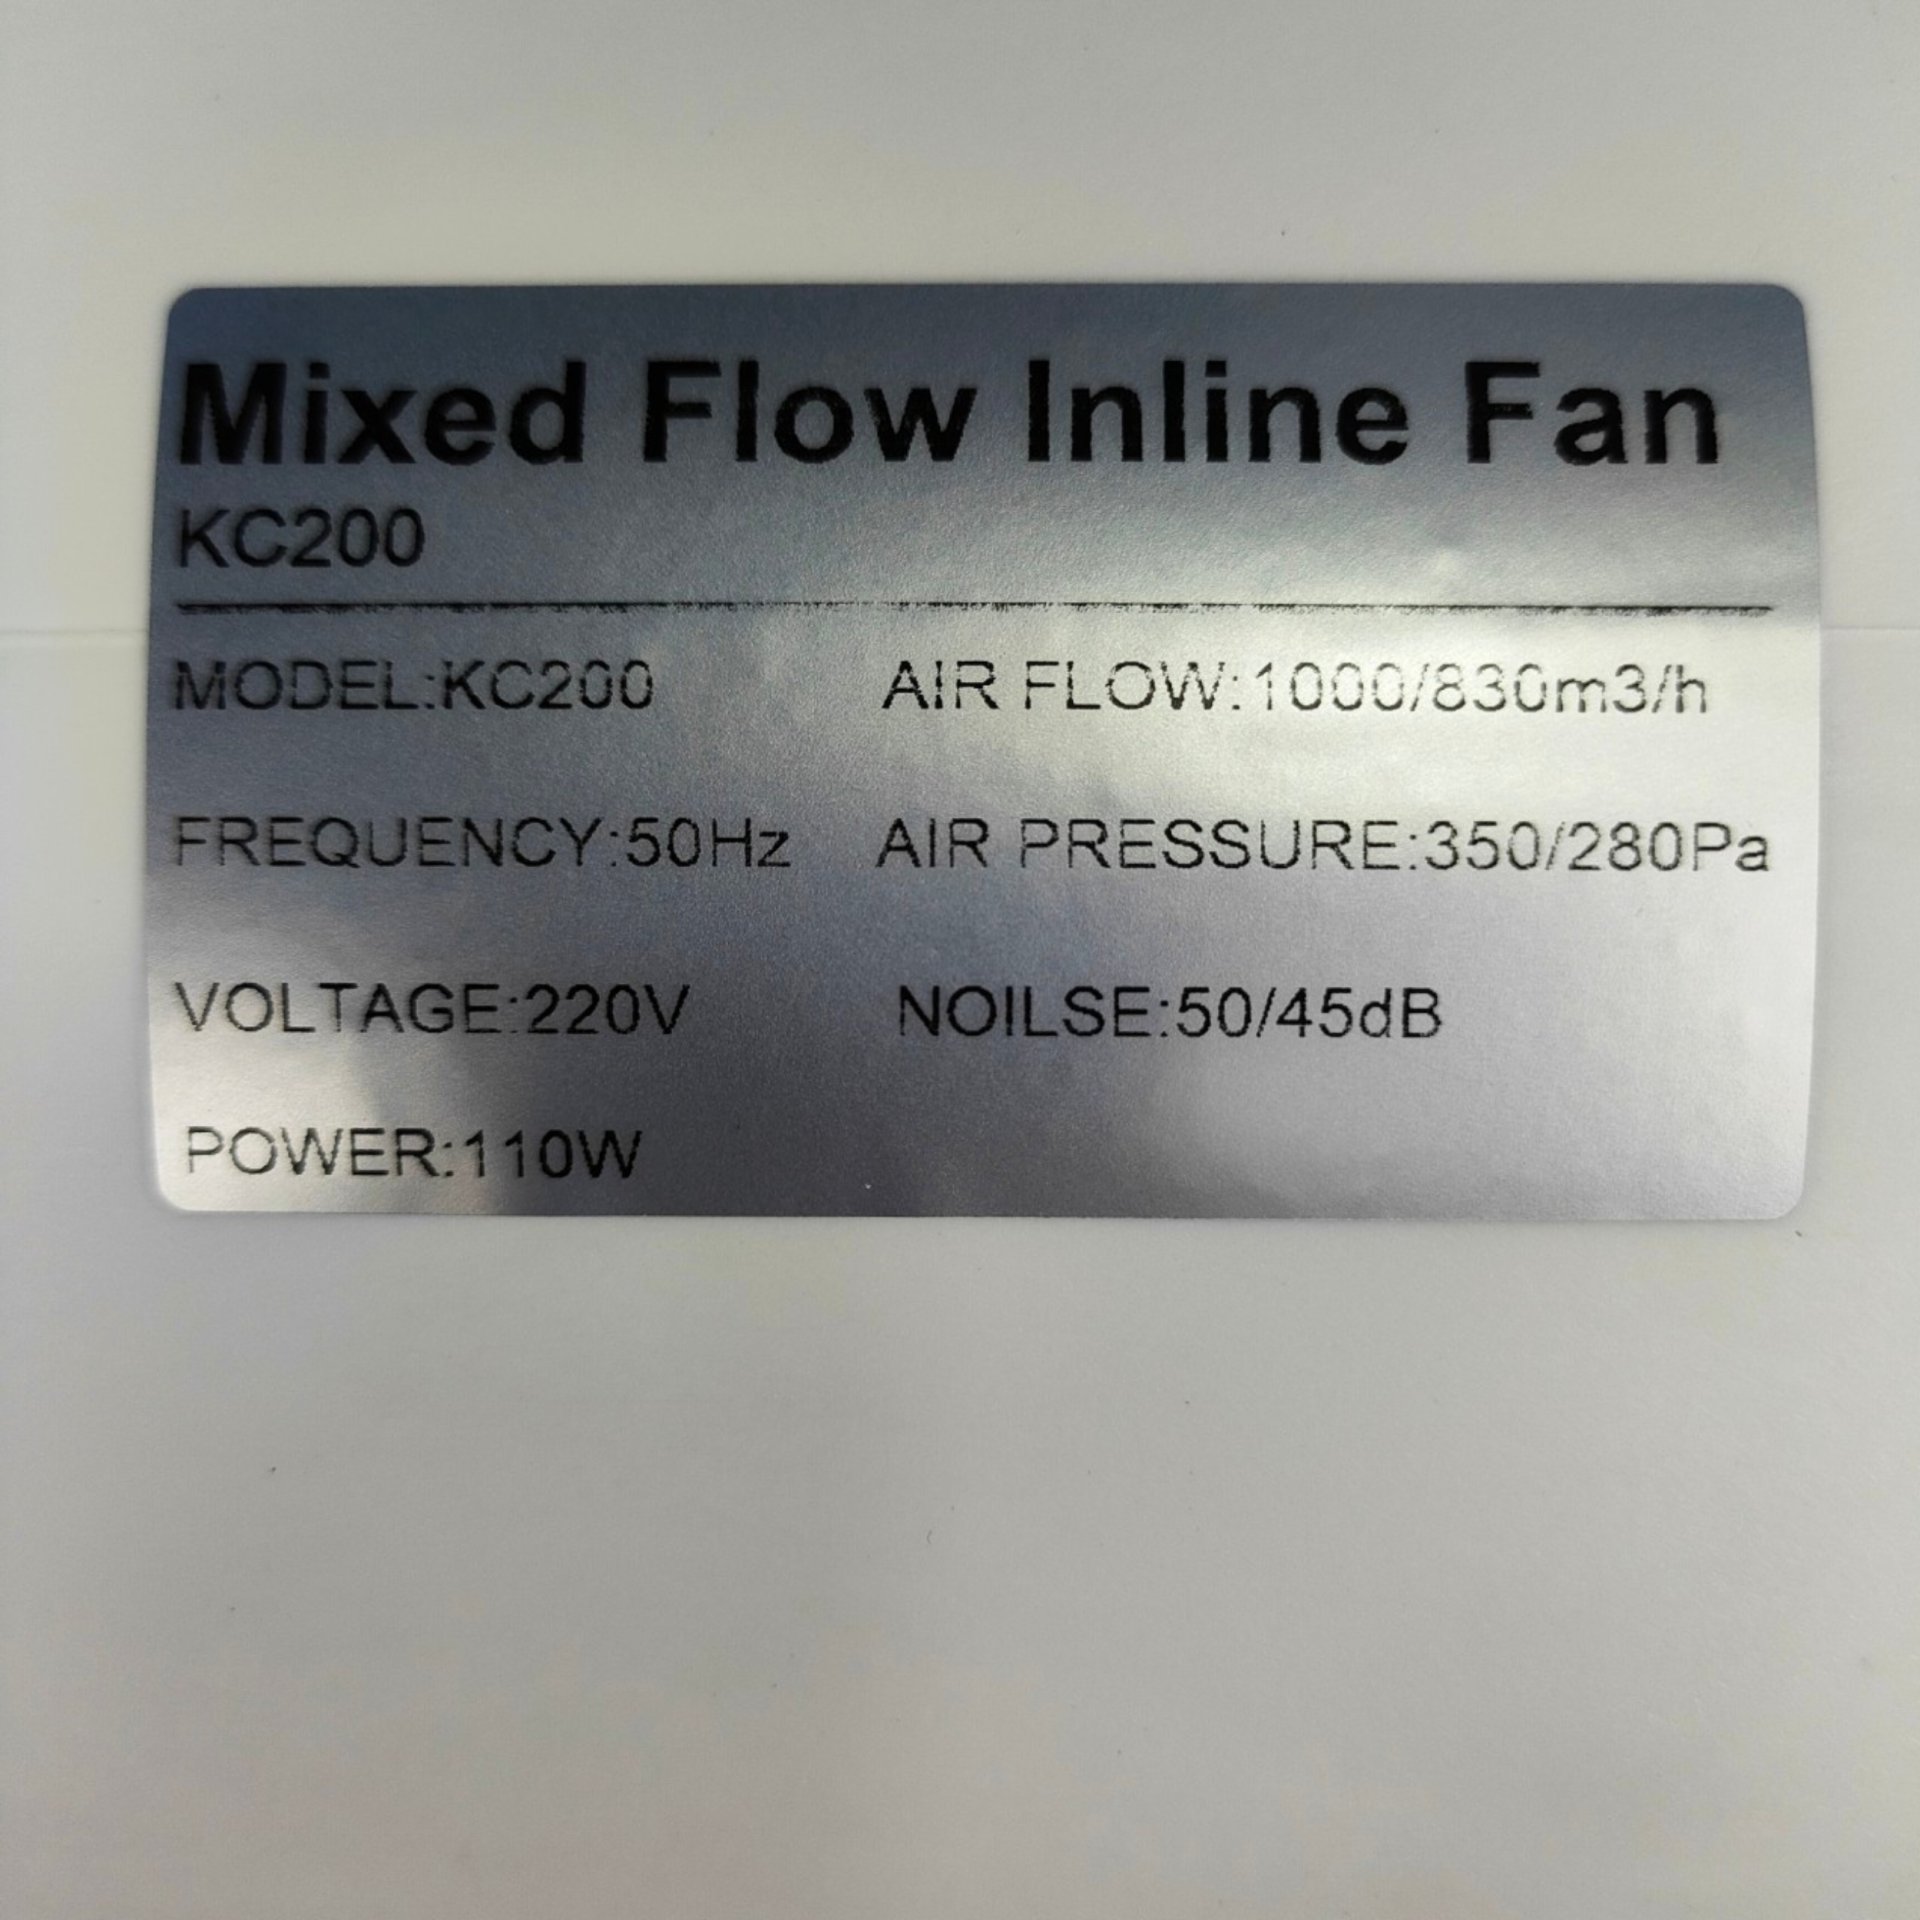 Mixed Flow Inline Fan
KC200
MODEL:KC200 AIR FLOW:1000/830m3/h
FREQUENCY:50Hz AIR PRESSURE:350/280Pa
VOLTAGE:220V NOILSE:50/45dB
POWER:110W